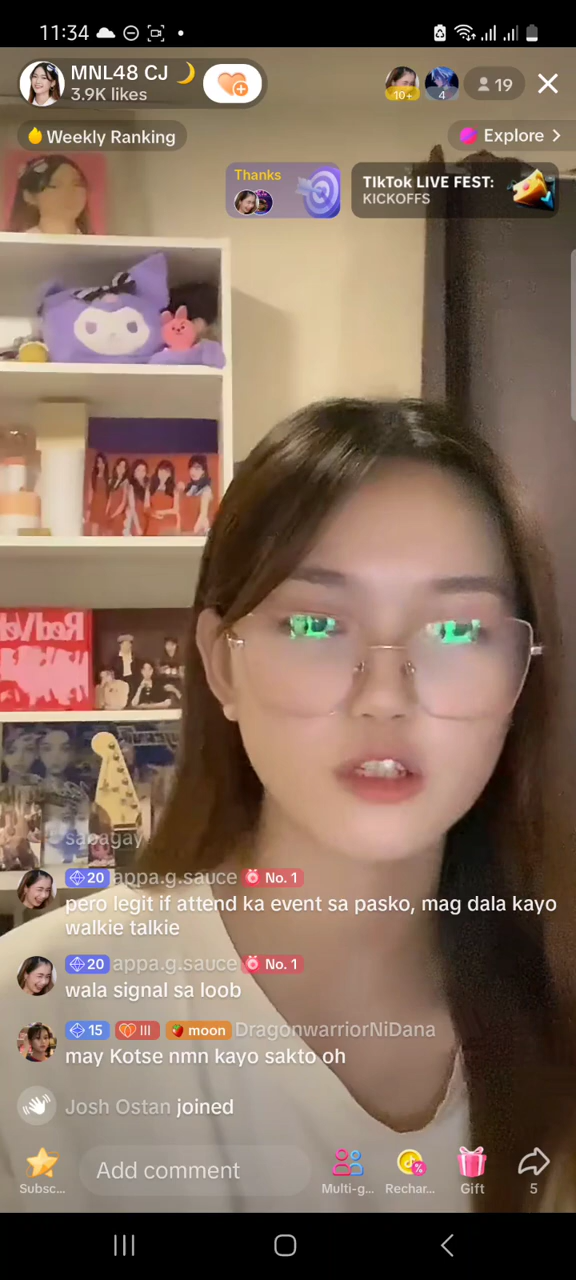 11:34
MNL48 CJ 🌙
3.9K likes
10+
4
19
Weekly Ranking
Explore >
Thanks
TikTok LIVE FEST:
KICKOFFS
sabagay
20 appa.g.sauce No. 1
pero legit if attend ka event sa pasko, mag dala kayo
walkie talkie
20 appa.g.sauce No. 1
wala signal sa loob
15 III moon DragonwarriorNiDana
may Kotse nmn kayo sakto oh
Josh Ostan joined
Add comment
Subsc...
Multi-g...
Rechar...
Gift
5